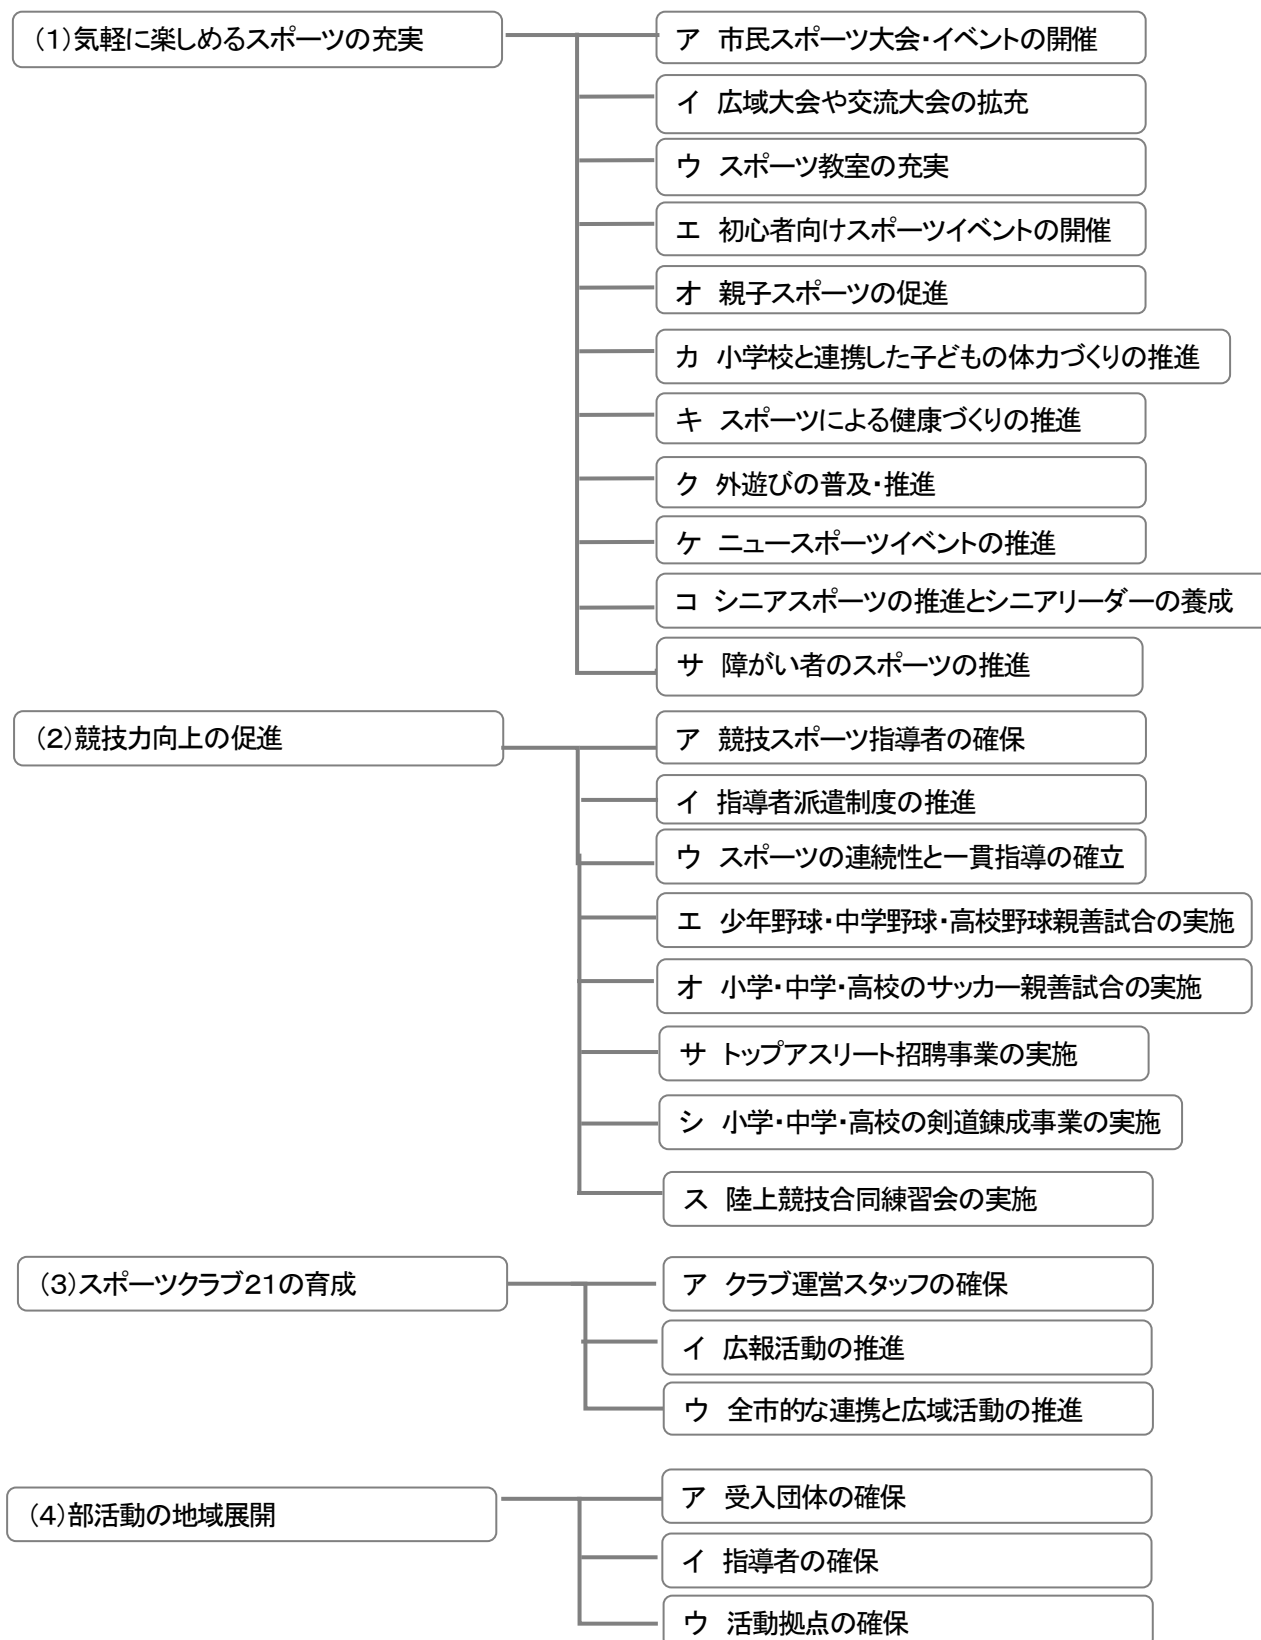 (1)気軽に楽しめるスポーツの充実
ア 市民スポーツ大会・イベントの開催
イ 広域大会や交流大会の拡充
ウ スポーツ教室の充実
エ 初心者向けスポーツイベントの開催
オ 親子スポーツの促進
カ 小学校と連携した子どもの体力づくりの推進
キ スポーツによる健康づくりの推進
ク 外遊びの普及・推進
ケ ニュースポーツイベントの推進
コ シニアスポーツの推進とシニアリーダーの養成
サ 障がい者のスポーツの推進
(2)競技力向上の促進
ア 競技スポーツ指導者の確保
イ 指導者派遣制度の推進
ウ スポーツの連続性と一貫指導の確立
エ 少年野球・中学野球・高校野球親善試合の実施
オ 小学・中学・高校のサッカー親善試合の実施
サ トップアスリート招聘事業の実施
シ 小学・中学・高校の剣道錬成事業の実施
ス 陸上競技合同練習会の実施
(3)スポーツクラブ21の育成
ア クラブ運営スタッフの確保
イ 広報活動の推進
ウ 全市的な連携と広域活動の推進
(4)部活動の地域展開
ア 受入団体の確保
イ 指導者の確保
ウ 活動拠点の確保